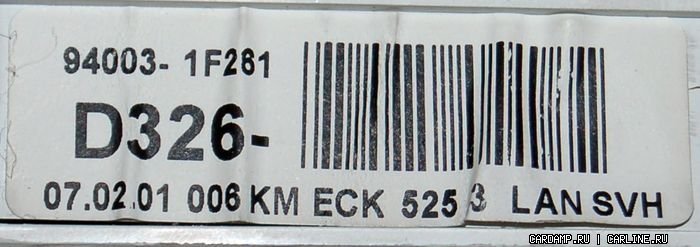 94003- 1F261
D326-
07.02.01 006 KM ECK 525 3 LAN SVH
CARDAMP.RU | CARLINE.RU